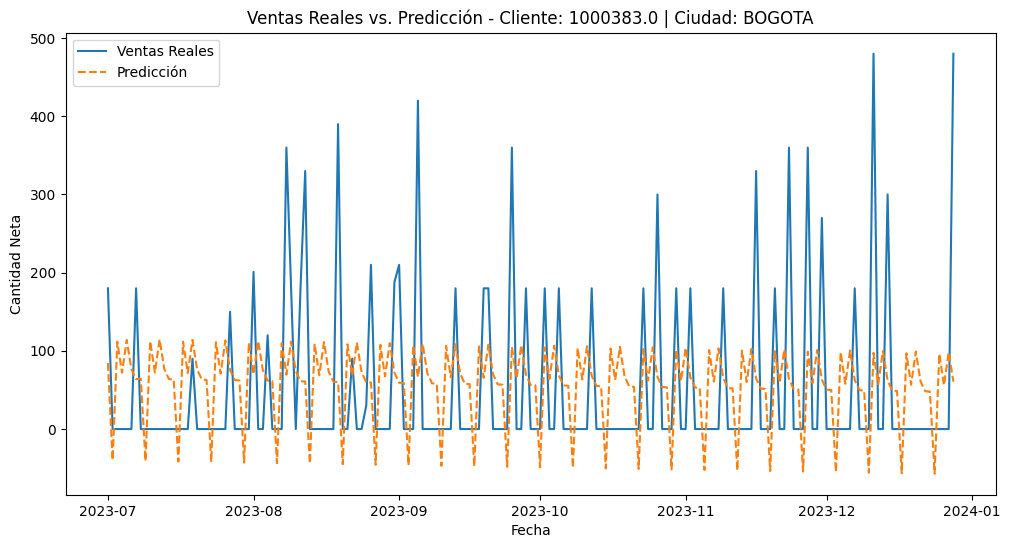 Ventas Reales vs. Predicción - Cliente: 1000383.0 | Ciudad: BOGOTA
Ventas Reales
Predicción
Cantidad Neta
500
400
300
200
100
0
2023-07
2023-08
2023-09
2023-10
2023-11
2023-12
2024-01
Fecha